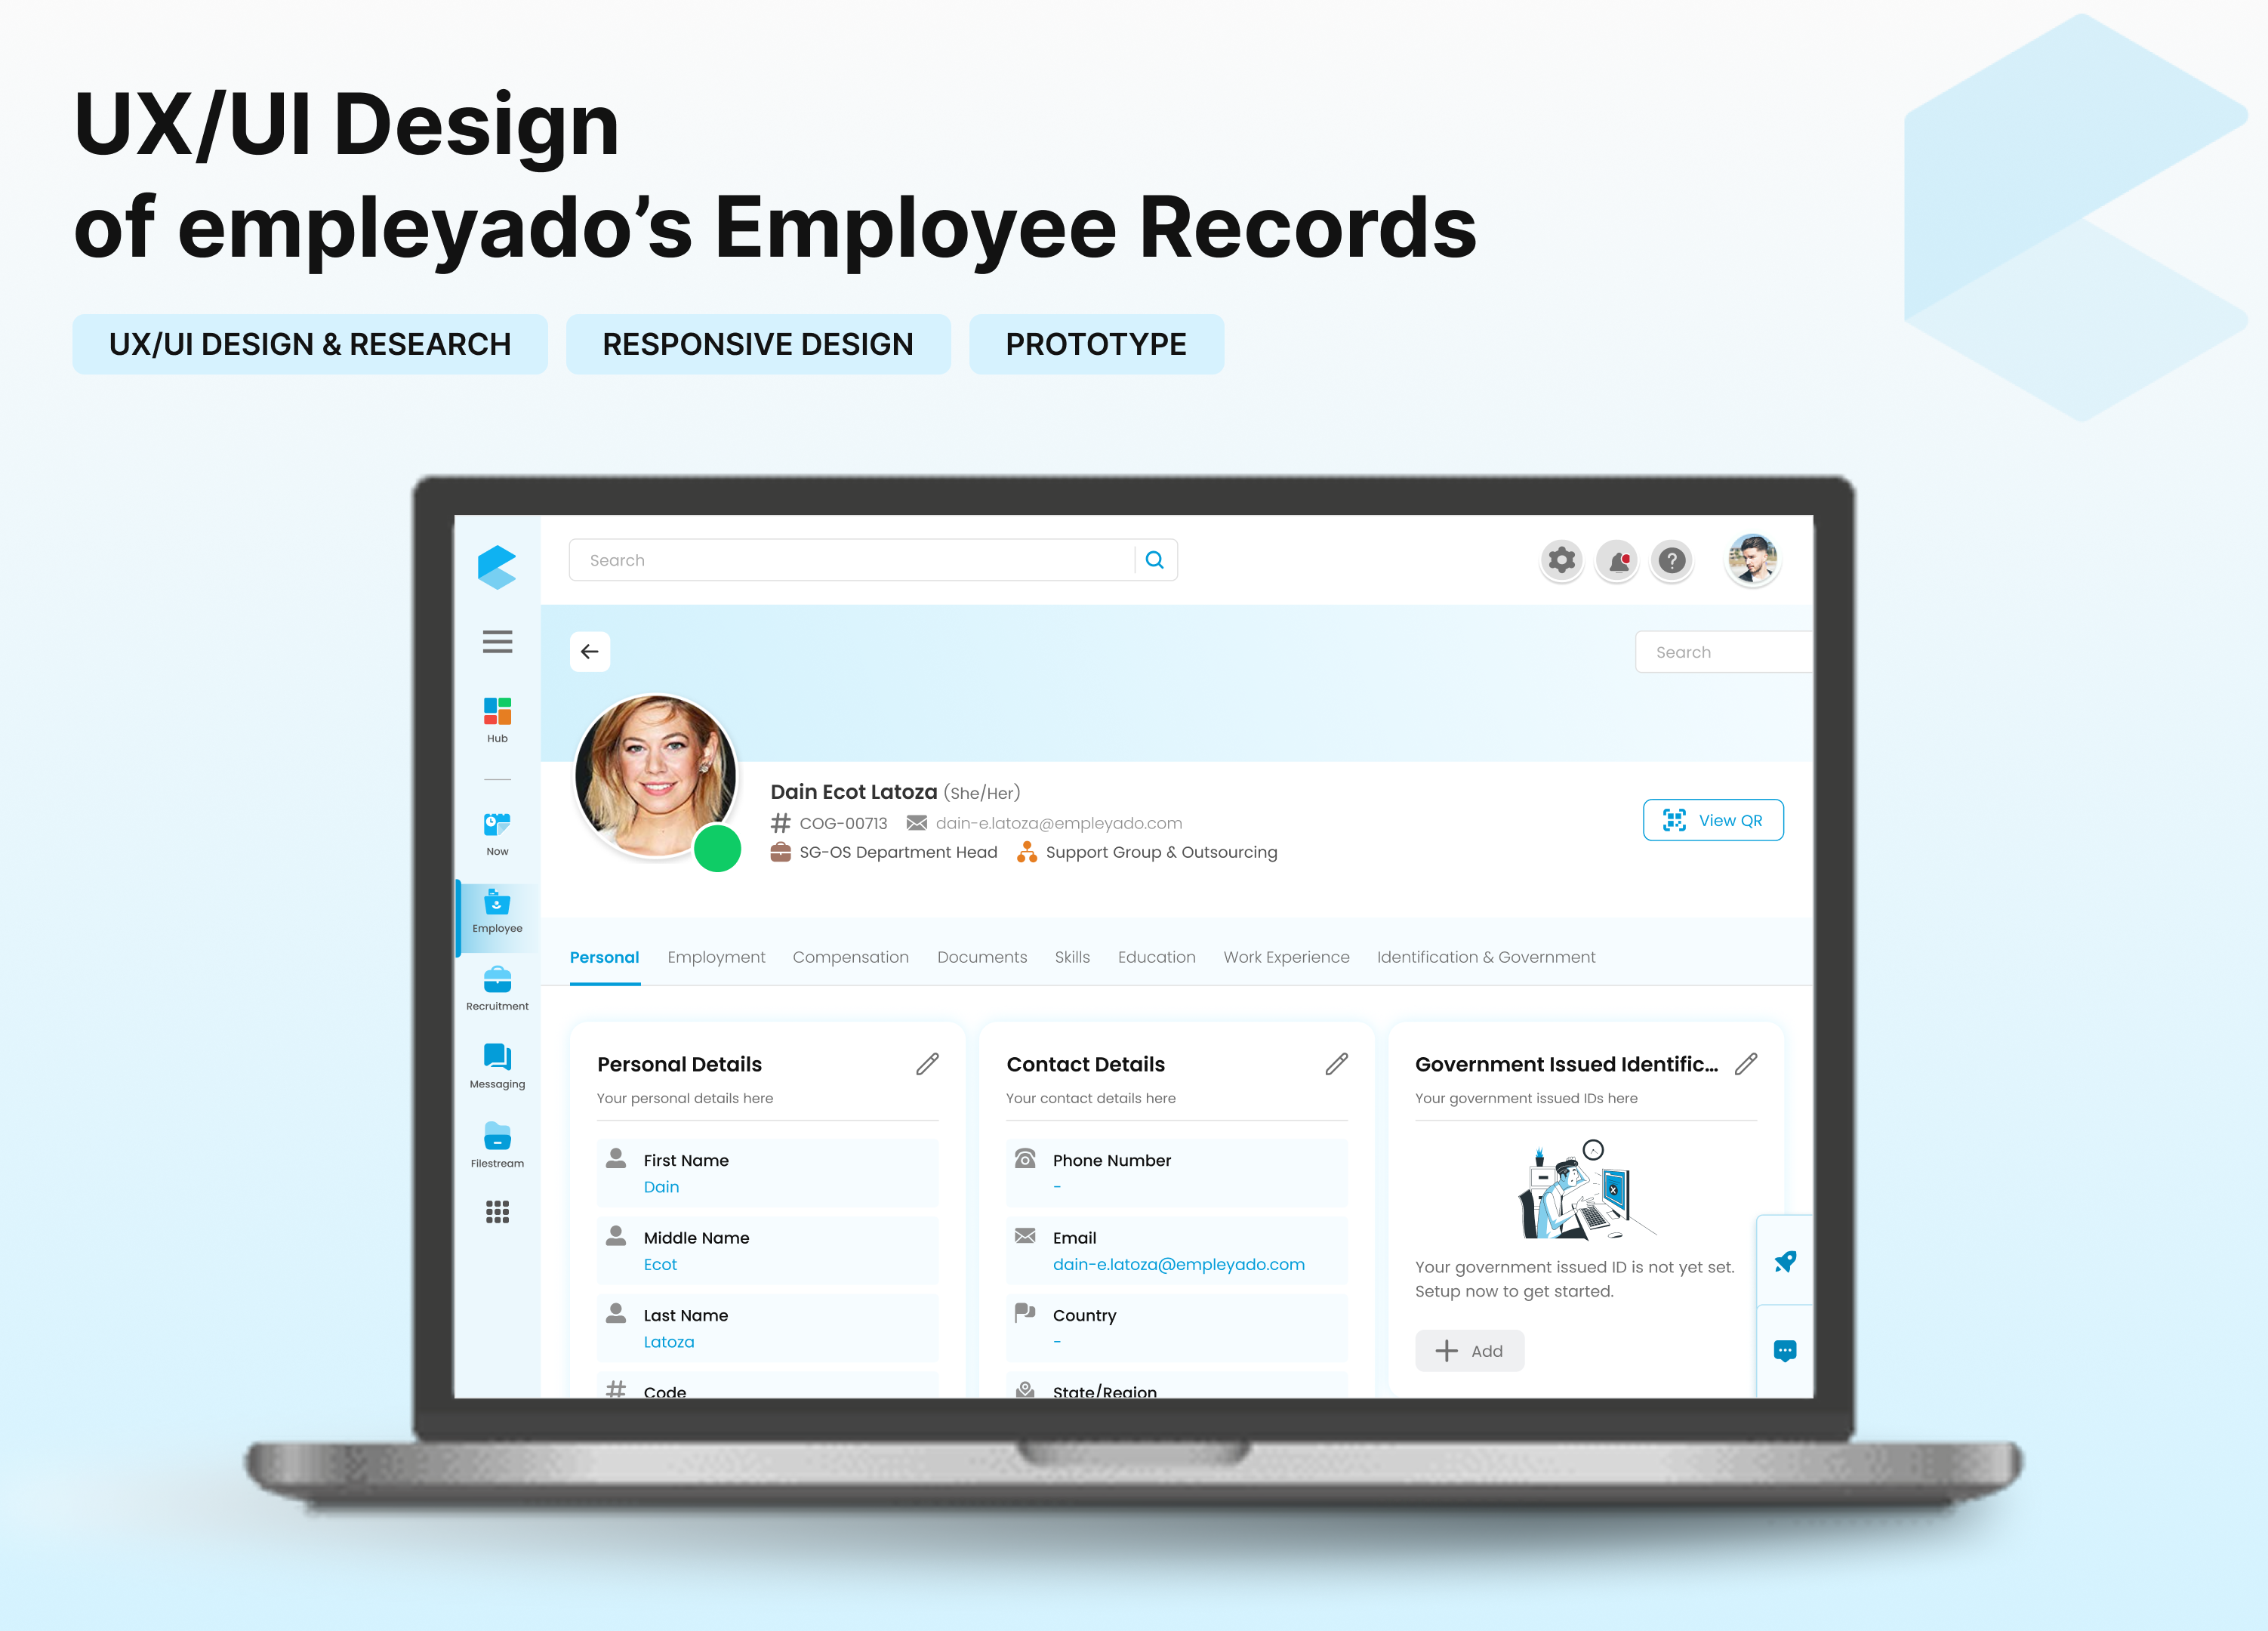 UX/UI Design
of empleyado’s Employee Records
UX/UI DESIGN & RESEARCH
RESPONSIVE DESIGN
PROTOTYPE
Search
Search
Hub
Now
Employee
Recruitment
Messaging
Filestream
Dain Ecot Latoza (She/Her)
# COG-00713 dain-e.latoza@empleyado.com
SG-OS Department Head Support Group & Outsourcing
View QR
Personal Employment Compensation Documents Skills Education Work Experience Identification & Government
Personal Details
Your personal details here
First Name
Dain
Middle Name
Ecot
Last Name
Latoza
# Code
Contact Details
Your contact details here
Phone Number
-
Email
dain-e.latoza@empleyado.com
Country
-
State/Region
Government Issued Identific...
Your government issued IDs here
Your government issued ID is not yet set.
Setup now to get started.
+ Add